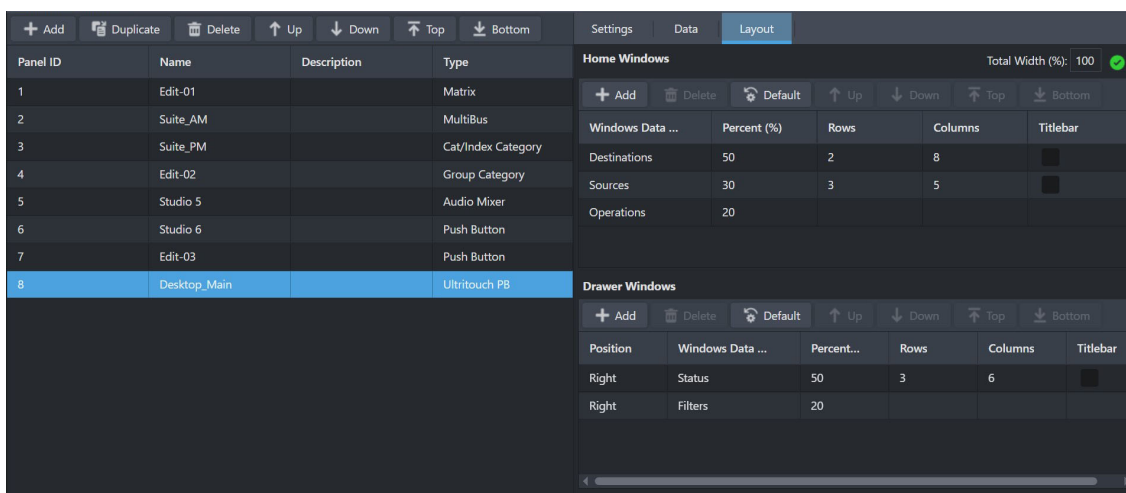 Add Duplicate Delete Up Down Top Bottom
Panel ID Name Description Type
1 Edit-01 Matrix
2 Suite_AM MultiBus
3 Suite_PM Cat/Index Category
4 Edit-02 Group Category
5 Studio 5 Audio Mixer
6 Studio 6 Push Button
7 Edit-03 Push Button
8 Desktop_Main Ultritouch PB
Settings Data Layout
Home Windows Total Width (%): 100
Add Delete Default Up Down Top Bottom
Windows Data ... Percent (%) Rows Columns Titlebar
Destinations 50 2 8
Sources 30 3 5
Operations 20
Drawer Windows
Add Delete Default Up Down Top Bottom
Position Windows Data ... Percent... Rows Columns Titlebar
Right Status 50 3 6
Right Filters 20